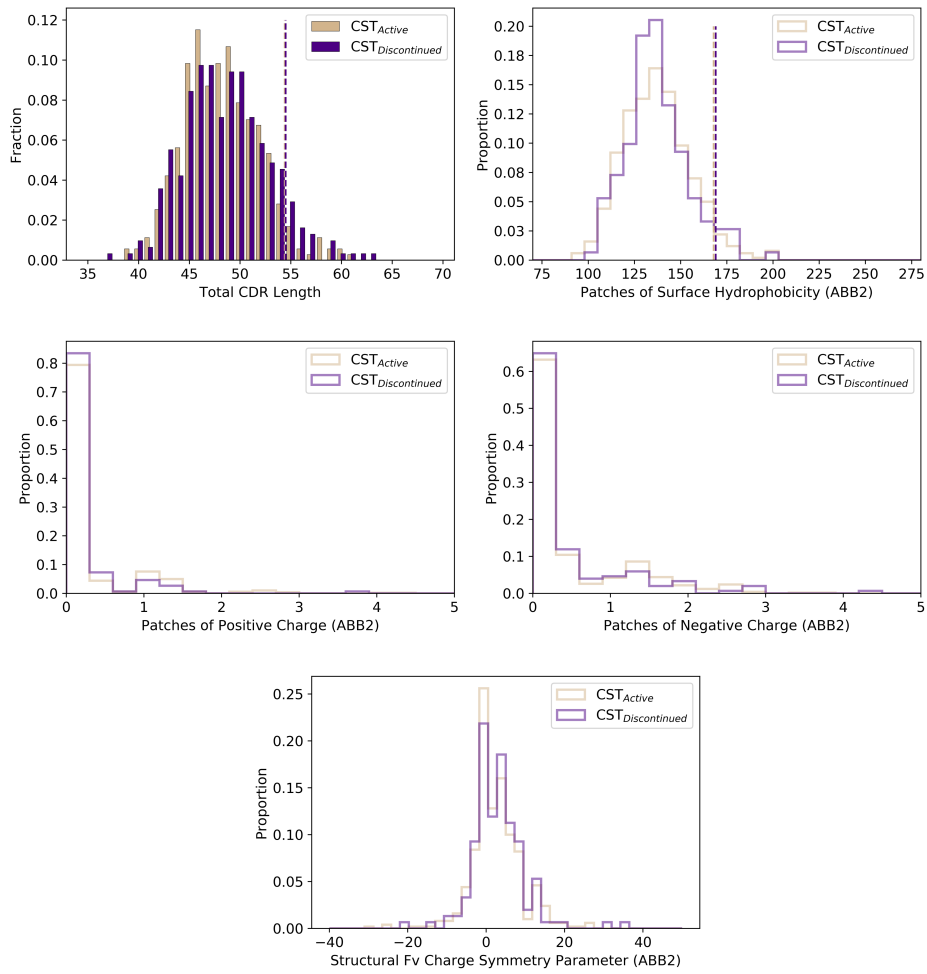 0.12
0.10
0.08
0.06
0.04
0.02
0.00
Fraction
CST_Active
CST_Discontinued
35 40 45 50 55 60 65 70
Total CDR Length
0.20
0.18
0.15
0.12
0.10
0.07
0.05
0.03
0.00
Proportion
CST_Active
CST_Discontinued
75 100 125 150 175 200 225 250 275
Patches of Surface Hydrophobicity (ABB2)
0.8
0.7
0.6
0.5
0.4
0.3
0.2
0.1
0.0
Proportion
CST_Active
CST_Discontinued
0 1 2 3 4 5
Patches of Positive Charge (ABB2)
0.6
0.5
0.4
0.3
0.2
0.1
0.0
Proportion
CST_Active
CST_Discontinued
0 1 2 3 4 5
Patches of Negative Charge (ABB2)
0.25
0.20
0.15
0.10
0.05
0.00
Proportion
CST_Active
CST_Discontinued
−40 −20 0 20 40
Structural Fv Charge Symmetry Parameter (ABB2)